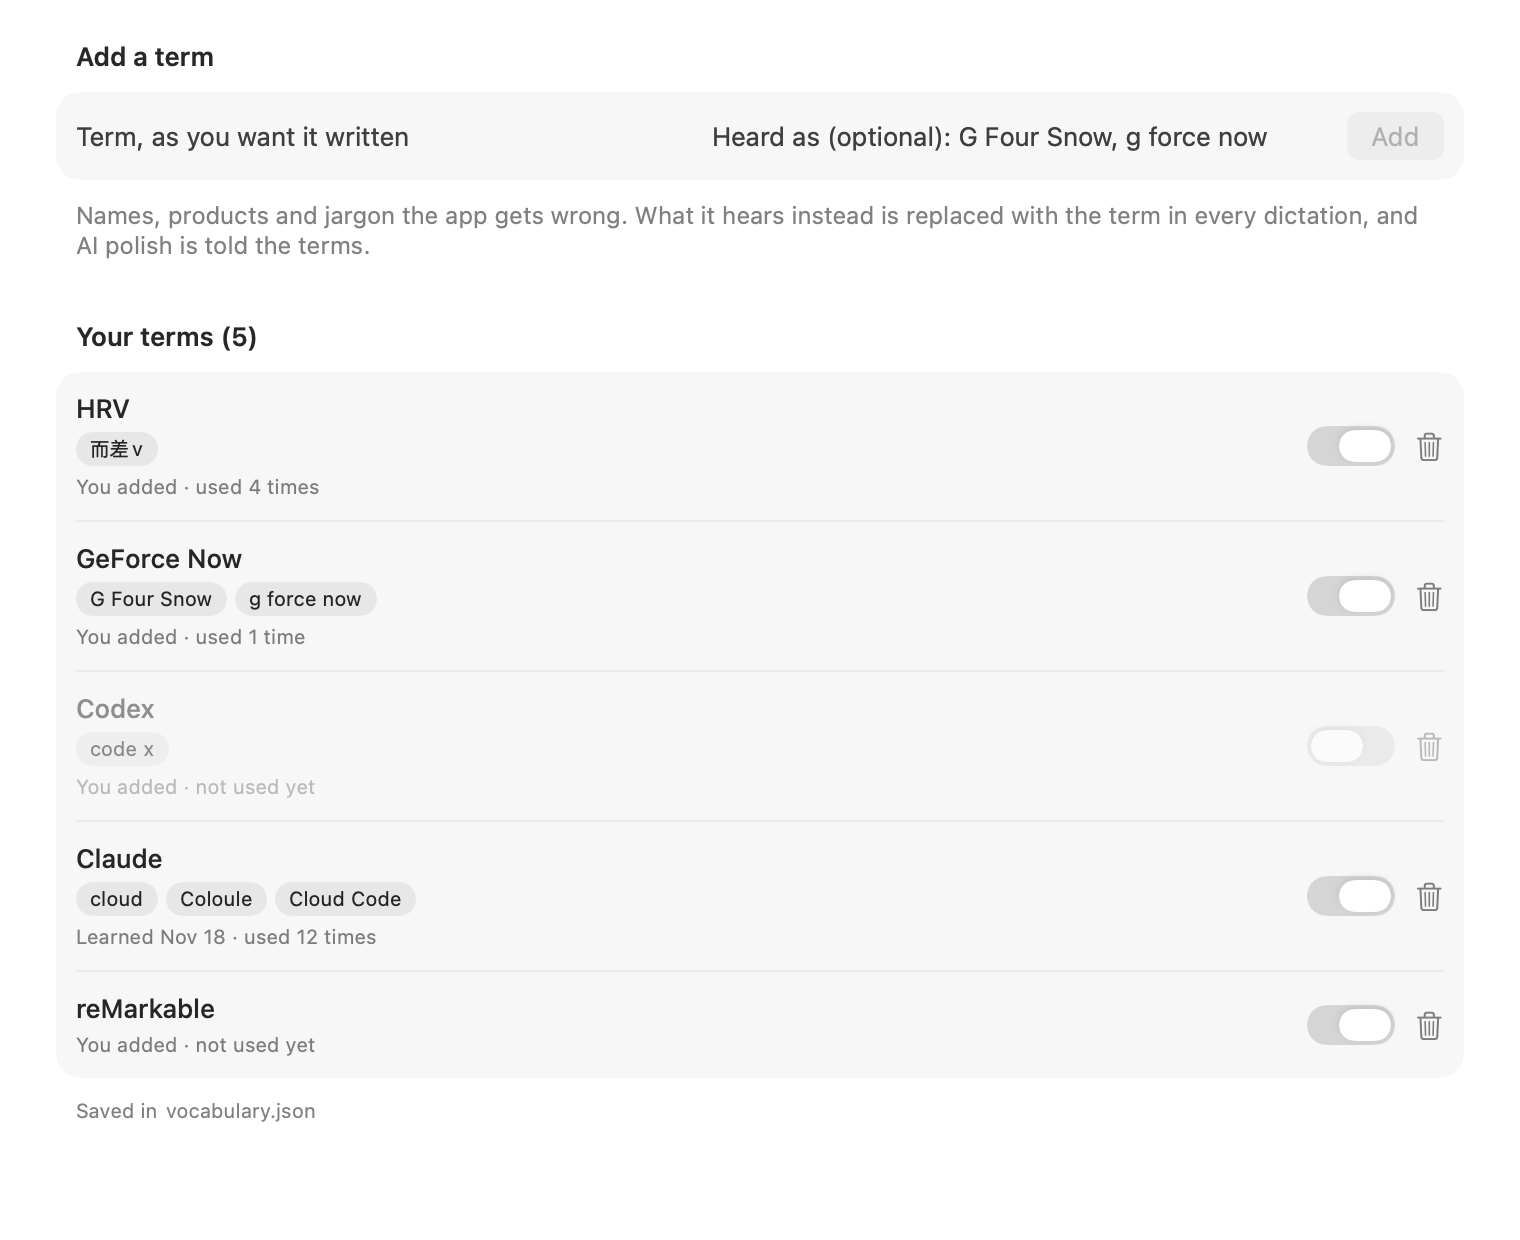 Add a term
Term, as you want it written
Heard as (optional): G Four Snow, g force now
Add
Names, products and jargon the app gets wrong. What it hears instead is replaced with the term in every dictation, and
AI polish is told the terms.
Your terms (5)
HRV
而差v
You added · used 4 times
GeForce Now
G Four Snow
g force now
You added · used 1 time
Codex
code x
You added · not used yet
Claude
cloud
Coloule
Cloud Code
Learned Nov 18 · used 12 times
reMarkable
You added · not used yet
Saved in vocabulary.json